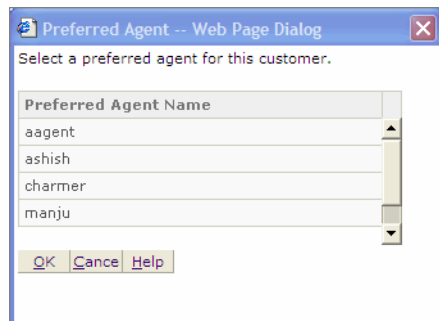 Preferred Agent -- Web Page Dialog
Select a preferred agent for this customer.
Preferred Agent Name
aagent
ashish
charmer
manju
OK Cance Help